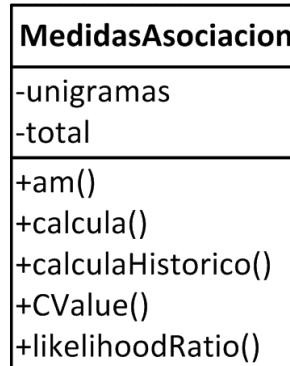 MedidasAsociacion
-unigramas
-total
+am()
+calcula()
+calculaHistorico()
+CValue()
+likelihoodRatio()